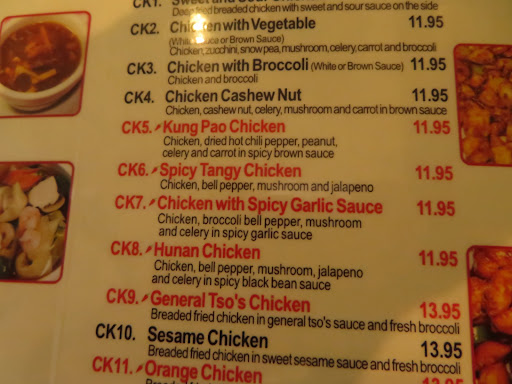 CK1. Sweet and Sour
Deep fried breaded chicken with sweet and sour sauce on the side
CK2. Chicken with Vegetable 11.95
(White Sauce or Brown Sauce)
Chicken, zucchini, snow pea, mushroom, celery, carrot and broccoli
CK3. Chicken with Broccoli (White or Brown Sauce) 11.95
Chicken and broccoli
CK4. Chicken Cashew Nut 11.95
Chicken, cashew nut, celery, mushroom and carrot in brown sauce
CK5. Kung Pao Chicken 11.95
Chicken, dried hot chili pepper, peanut,
celery and carrot in spicy brown sauce
CK6. Spicy Tangy Chicken 11.95
Chicken, bell pepper, mushroom and jalapeno
CK7. Chicken with Spicy Garlic Sauce 11.95
Chicken, broccoli bell pepper, mushroom
and celery in spicy garlic sauce
CK8. Hunan Chicken 11.95
Chicken, bell pepper, mushroom, jalapeno
and celery in spicy black bean sauce
CK9. General Tso's Chicken 13.95
Breaded fried chicken in general tso's sauce and fresh broccoli
CK10. Sesame Chicken 13.95
Breaded fried chicken in sweet sesame sauce and fresh broccoli
CK11. Orange Chicken